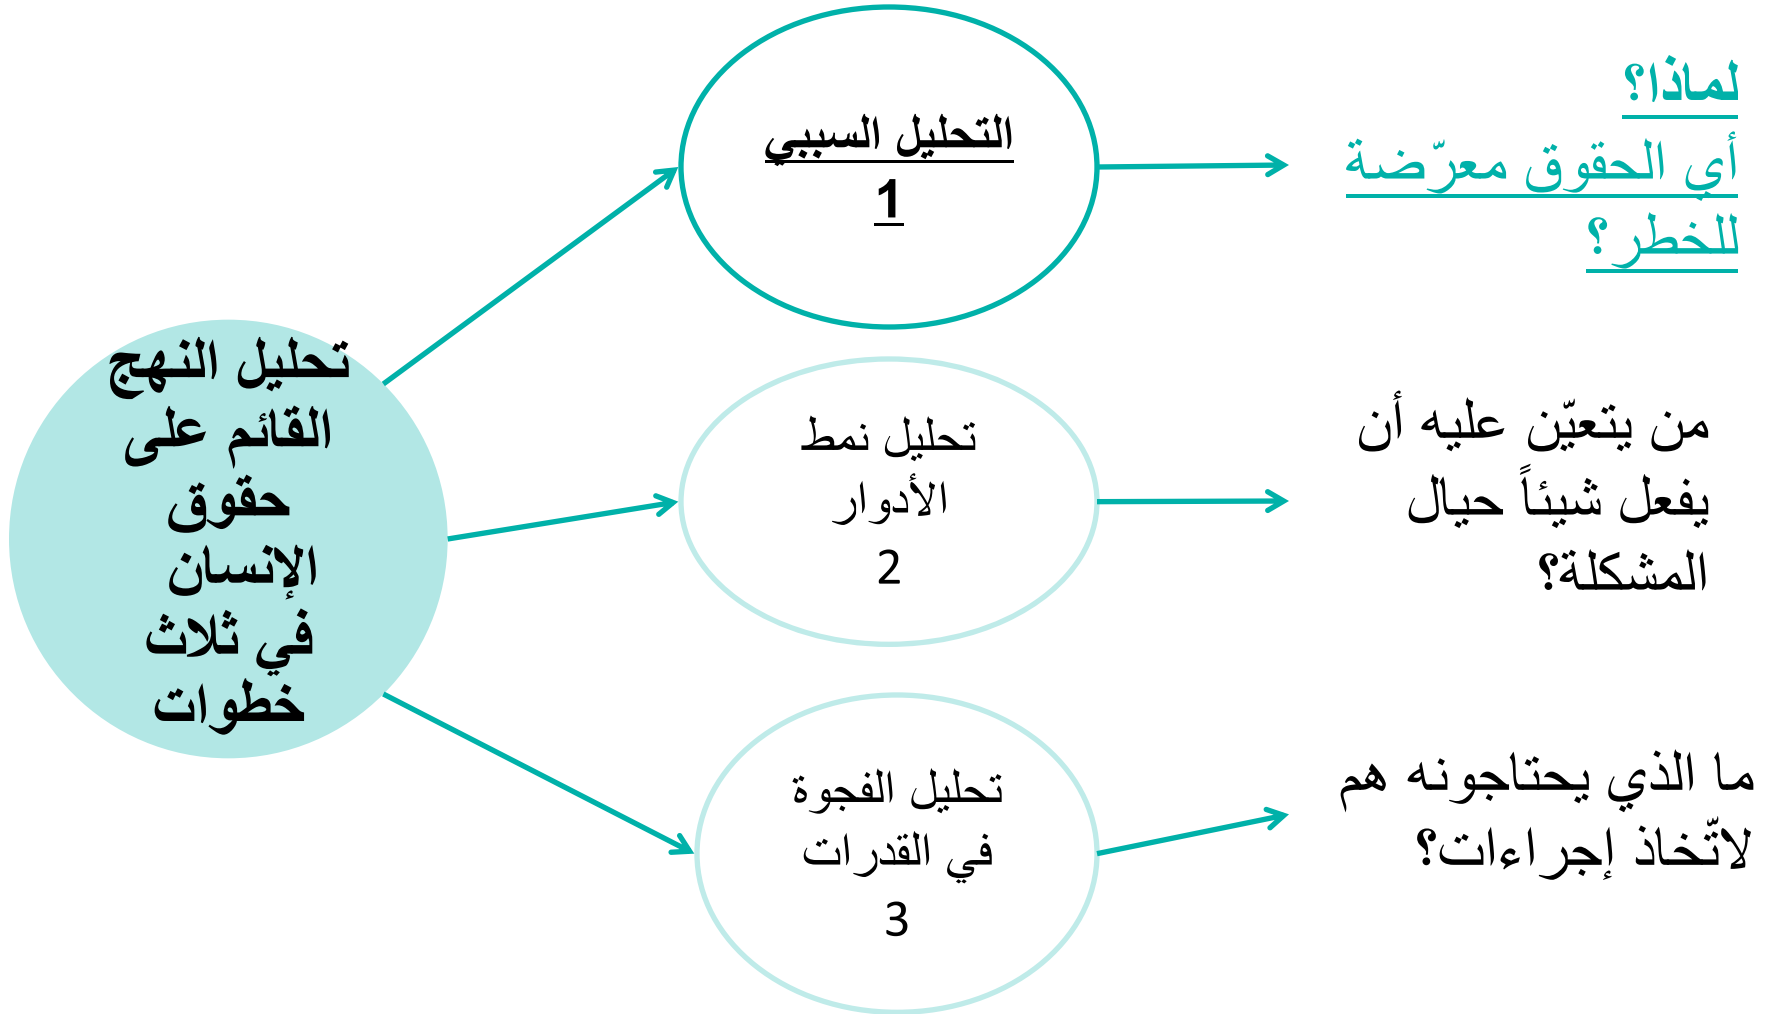 تحليل النهج
القائم على
حقوق
الإنسان
في ثلاث
خطوات
التحليل السببي
1
لماذا؟
أي الحقوق معرّضة
للخطر؟
تحليل نمط
الأدوار
2
من يتعيّن عليه أن
يفعل شيئاً حيال
المشكلة؟
تحليل الفجوة
في القدرات
3
ما الذي يحتاجونه هم
لاتّخاذ إجراءات؟